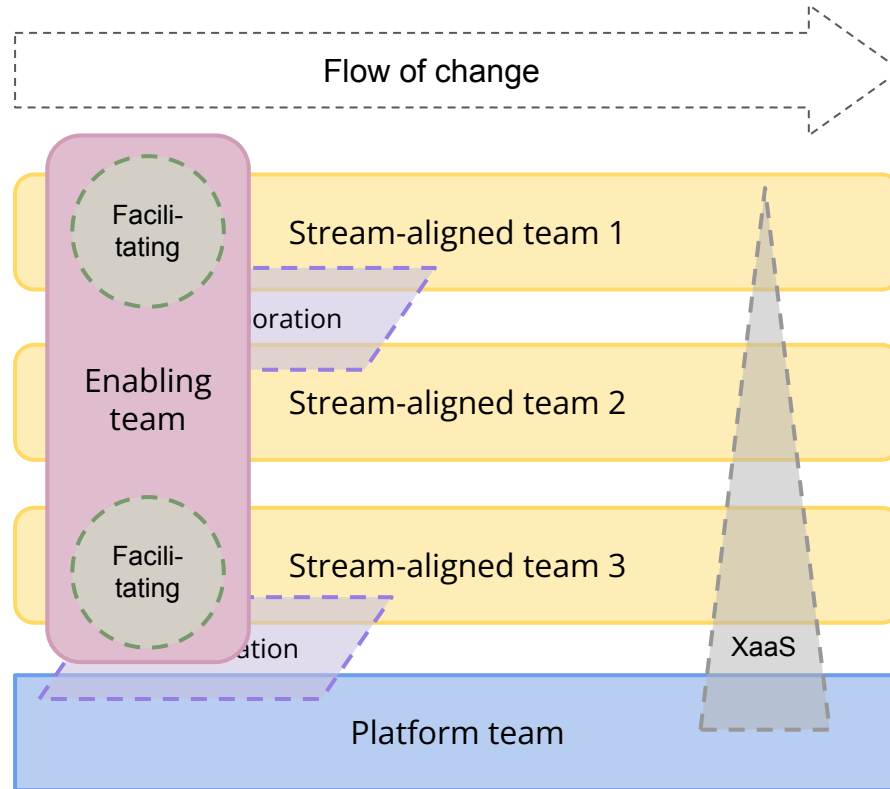 Flow of change
Facili-
tating
Stream-aligned team 1
oration
Enabling
team
Stream-aligned team 2
Facili-
tating
Stream-aligned team 3
ation
XaaS
Platform team